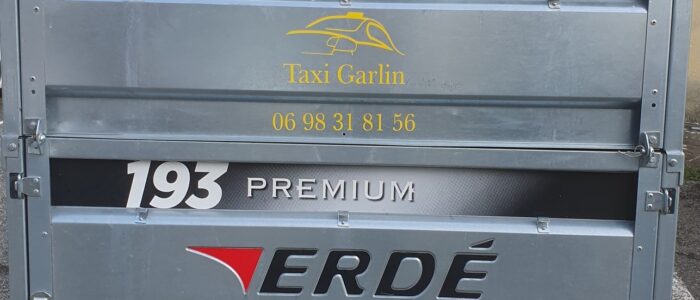 Taxi Garlin
06 98 31 81 56
193 PREMIUM
ERDÉ